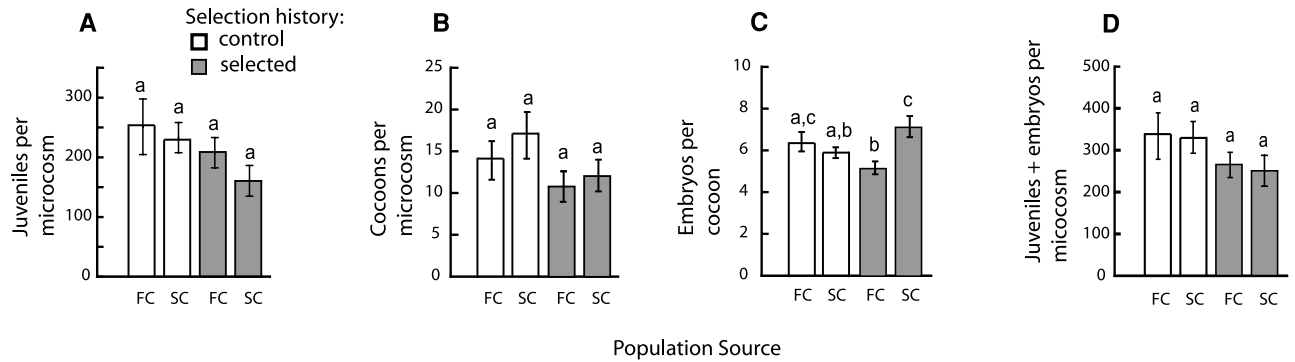 A
Selection history:
control
selected
Juveniles per
microcosm
300
200
100
0
a
a
a
a
FC SC FC SC
B
Cocoons per
microcosm
25
20
15
10
5
0
a
a
a
a
FC SC FC SC
C
Embryos per
cocoon
10
8
6
4
2
0
a,c
a,b
b
c
FC SC FC SC
D
Juveniles + embryos per
micocosm
500
400
300
200
100
0
a
a
a
a
FC SC FC SC
Population Source